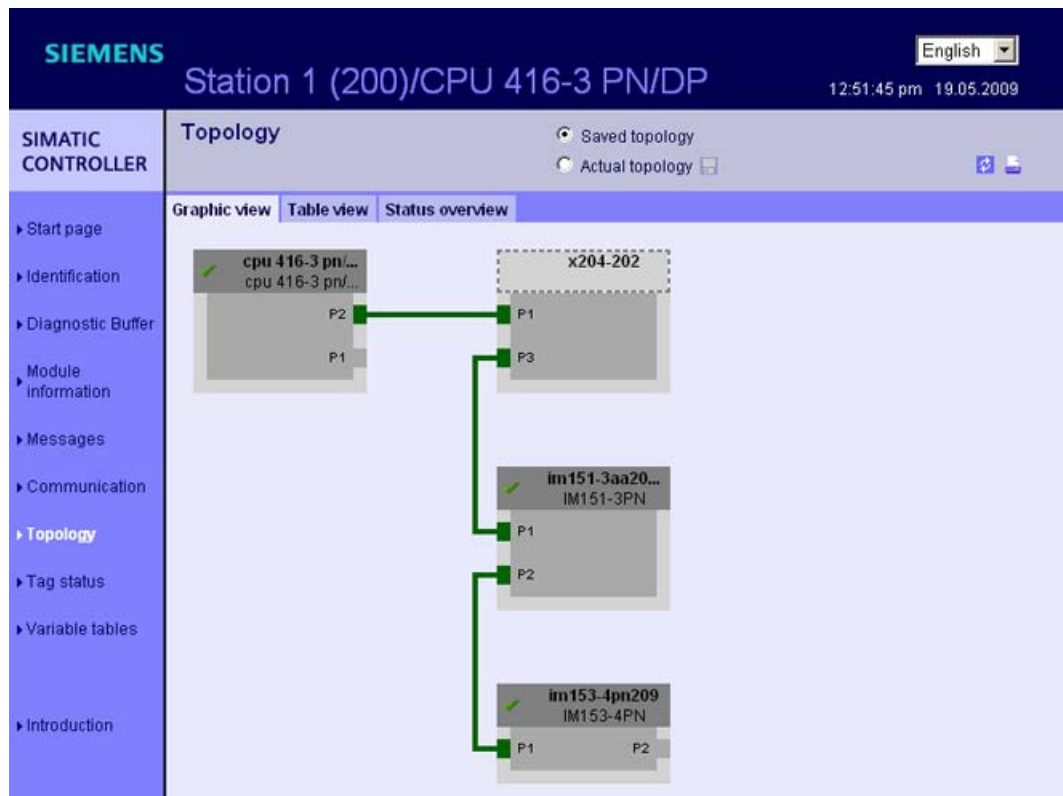 SIEMENS
Station 1 (200)/CPU 416-3 PN/DP
English
12:51:45 pm 19.05.2009
SIMATIC
CONTROLLER
Topology
Saved topology
Actual topology
Start page
Identification
Diagnostic Buffer
Module
information
Messages
Communication
Topology
Tag status
Variable tables
Introduction
Graphic view Table view Status overview
cpu 416-3 pn/...
cpu 416-3 pn/...
P2
P1
x204-202
P1
P3
im151-3aa20...
IM151-3PN
P1
P2
im153-4pn209
IM153-4PN
P1 P2